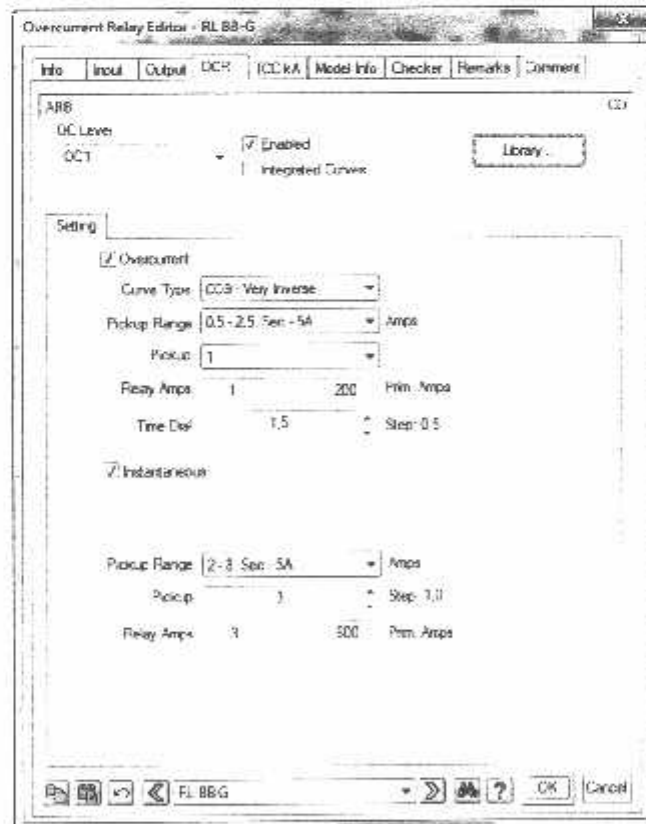 Overcurrent Relay Editor - RL BB-G
Info Input Output OCR TCC kA Model Info Checker Remarks Comment
ABB CO
OC Level
OC1
Enabled
Integrated Curves
Library...
Setting
Overcurrent
Curve Type CO8 - Very Inverse
Pickup Range 0.5 - 2.5 Sec - 5A Amps
Pickup 1
Relay Amps 1 200 Prim. Amps
Time Dial 1,5 Step: 0.5
Instantaneous
Pickup Range 2 - 8 Sec - 5A Amps
Pickup 3 Step: 1,0
Relay Amps 3 600 Prim. Amps
RL BB-G
? OK Cancel